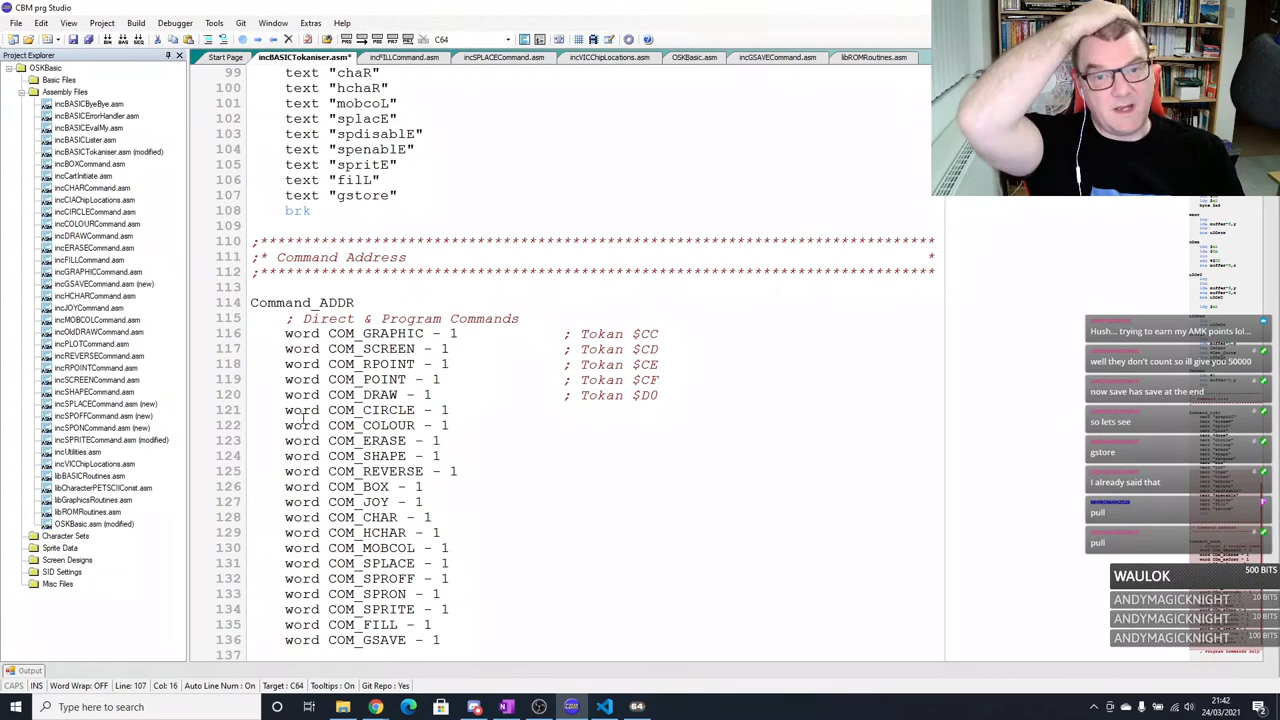 CBM prg Studio
File Edit View Project Build Debugger Tools Git Window Extras Help
C64
Project Explorer
Start Page incBASICTokaniser.asm* incFILLCommand.asm incSPLACECommand.asm incVICChipLocations.asm OSKBasic.asm incGSAVECommand.asm libROMRoutines.asm
OSKBasic
Basic Files
Assembly Files
incBASICByeBye.asm
incBASICErrorHandler.asm
incBASICEvalMy.asm
incBASICLister.asm
incBASICTokaniser.asm (modified)
incBOXCommand.asm
incCartInitiate.asm
incCHARCommand.asm
incCIAChipLocations.asm
incCIRCLECommand.asm
incCOLOURCommand.asm
incDRAWCommand.asm
incERASECommand.asm
incFILLCommand.asm
incGRAPHICCommand.asm
incGSAVECommand.asm (new)
incHCHARCommand.asm
incJOYCommand.asm
incMOBCOLCommand.asm
incOldDRAWCommand.asm
incPLOTCommand.asm
incREVERSECommand.asm
incRPOINTCommand.asm
incSCREENCommand.asm
incSHAPECommand.asm
incSPLACECommand.asm (new)
incSPOFFCommand.asm (new)
incSPONCommand.asm (new)
incSPRITECommand.asm (modified)
incUtilities.asm
incVICChipLocations.asm
libBASICRoutines.asm
libCharacterPETSCIIConst.asm
libGraphicsRoutines.asm
libROMRoutines.asm
OSKBasic.asm (modified)
Character Sets
Sprite Data
Screen Designs
SID Settings
Misc Files
99 text "chaR"
100 text "hchaR"
101 text "mobcoL"
102 text "splacE"
103 text "spdisablE"
104 text "spenablE"
105 text "spritE"
106 text "filL"
107 text "gstore"
108 brk
109
110 ;*******************************************************************************
111 ;* Command Address *
112 ;*******************************************************************************
113
114 Command_ADDR
115 ; Direct & Program Commands
116 word COM_GRAPHIC - 1 ; Tokan $CC
117 word COM_SCREEN - 1 ; Tokan $CD
118 word COM_RPOINT - 1 ; Tokan $CE
119 word COM_POINT - 1 ; Tokan $CF
120 word COM_DRAW - 1 ; Tokan $D0
121 word COM_CIRCLE - 1
122 word COM_COLOUR - 1
123 word COM_ERASE - 1
124 word COM_SHAPE - 1
125 word COM_REVERSE - 1
126 word COM_BOX - 1
127 word COM_JOY - 1
128 word COM_CHAR - 1
129 word COM_HCHAR - 1
130 word COM_MOBCOL - 1
131 word COM_SPLACE - 1
132 word COM_SPROFF - 1
133 word COM_SPRON - 1
134 word COM_SPRITE - 1
135 word COM_FILL - 1
136 word COM_GSAVE - 1
137
Hush... trying to earn my AMK points lol...
well they don't count so ill give you 50000
now save has save at the end
so lets see
gstore
I already said that
pull
pull
WAULOK 500 BITS
ANDYMAGICKNIGHT 10 BITS
ANDYMAGICKNIGHT 10 BITS
ANDYMAGICKNIGHT 100 BITS
Output
CAPS INS Word Wrap: OFF Line: 107 Col: 16 Auto Line Num : On Target : C64 Tooltips : On Git Repo : Yes
Type here to search
21:42
24/03/2021